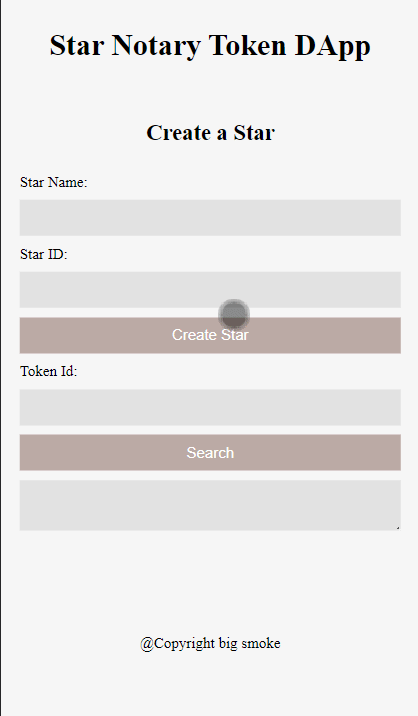 Star Notary Token DApp
Create a Star
Star Name:
Star ID:
Create Star
Token Id:
Search
@Copyright big smoke